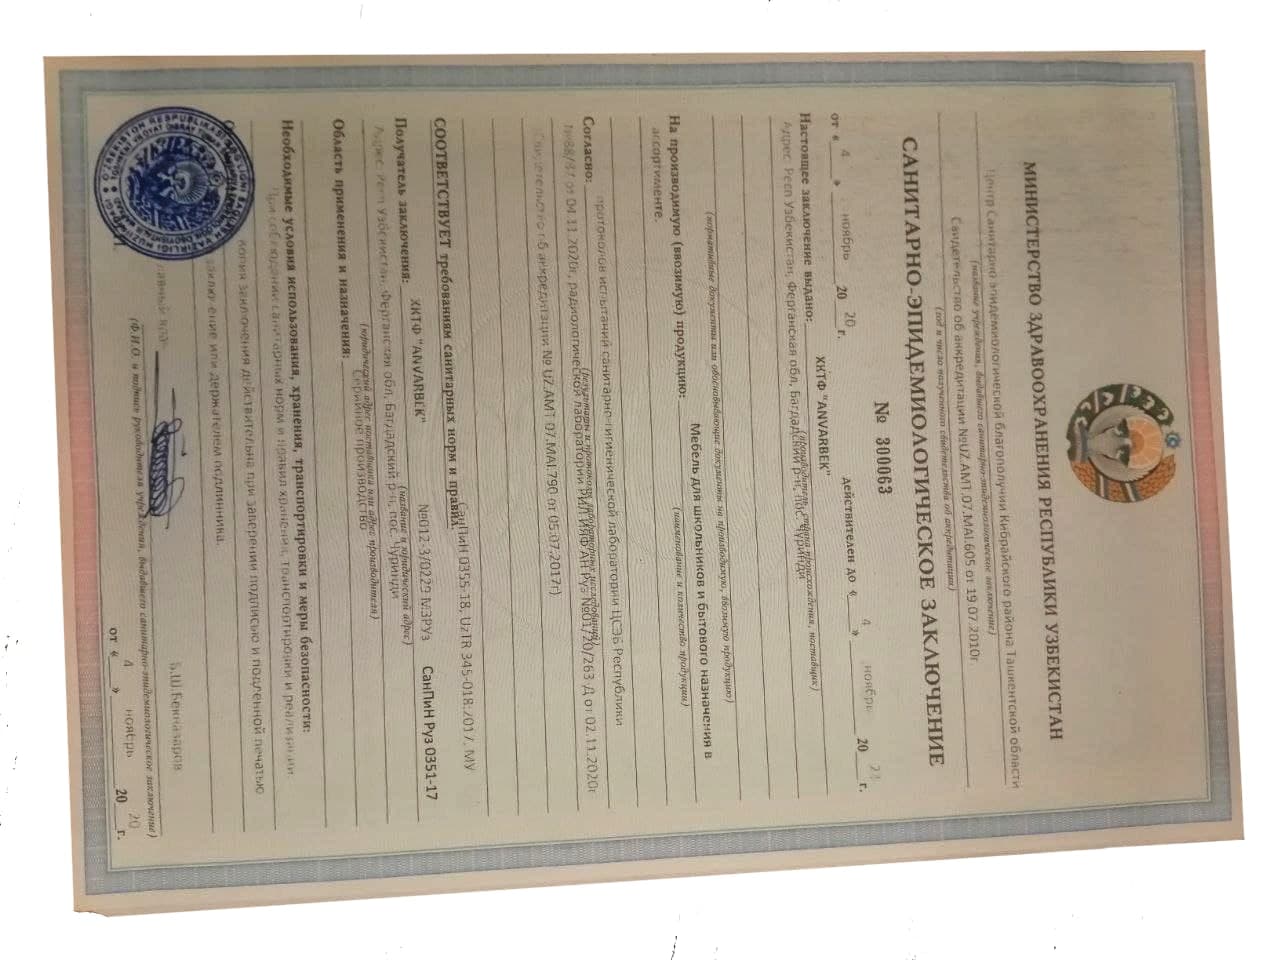 МИНИСТЕРСТВО ЗДРАВООХРАНЕНИЯ РЕСПУБЛИКИ УЗБЕКИСТАН
Центр Санитарно эпидемиологической благополучии Кибрайского района Ташкентской области
(название учреждения, выдавшего санитарно-эпидемиологическое заключение)
Свидетельство об аккредитации №UZ.AMT.07.MAI.605 от 19.07.2010г.
(год и число полученного свидетельства об аккредитации)
САНИТАРНО-ЭПИДЕМИОЛОГИЧЕСКОЕ ЗАКЛЮЧЕНИЕ
№ 300063
от « 4 » ноябрь 20 20 г. действителен до « 4 » ноябрь 20 г.
Настоящее заключение выдано: ХКТФ "ANVARBEK"
(производитель, страна происхождения, поставщик)
Адрес: Респ Узбекистан, Ферганская обл, Багдадский р-н, пос. Чуринди
(нормативные документы или обосновывающие документы на производимую, ввозимую продукцию)
На производимую (ввозимую) продукцию: Мебель для школьников и бытового назначения в
(наименование и количество продукции)
ассортименте.
Согласно: протоколов испытаний санитарно-гигиенической лаборатории ЦСЭБ Республики
(результаты и протоколы лабораторных исследований)
от 04.11.2020г, радиологической лаборатории РИЛ ИЯФ АН Руз №01/20/263-Д от 02.11.2020г
(Свидетельство об аккредитации № UZ.AMT 07.MAI.790 от 05.07.2017г)
СООТВЕТСТВУЕТ требованиям санитарных норм и правил: СанПиН 0355-18, UzTR 345-018:2017, МУ
№012-3/0229 МЗРУз СанПиН Руз 0351-17
Получатель заключения: ХКТФ "ANVARBEK"
(название и юридический адрес)
Адрес: Респ Узбекистан, Ферганская обл, Багдадский р-н, пос. Чуринди
(юридический адрес поставщика или адрес производителя)
Область применения и назначения: Серийное производство
Необходимые условия использования, хранения, транспортировки и меры безопасности:
При соблюдении санитарных норм и правил хранения, транспортировки и реализации.
копия заключения действительна при заверении подписью и подленной печатью
заключение или держателем подлинника.
главный врач Б.Ш.Бекназаров
(Ф.И.О. и подпись руководителя учреждения, выдавшего санитарно-эпидемиологическое заключение)
от « 4 » ноябрь 20 20 г.